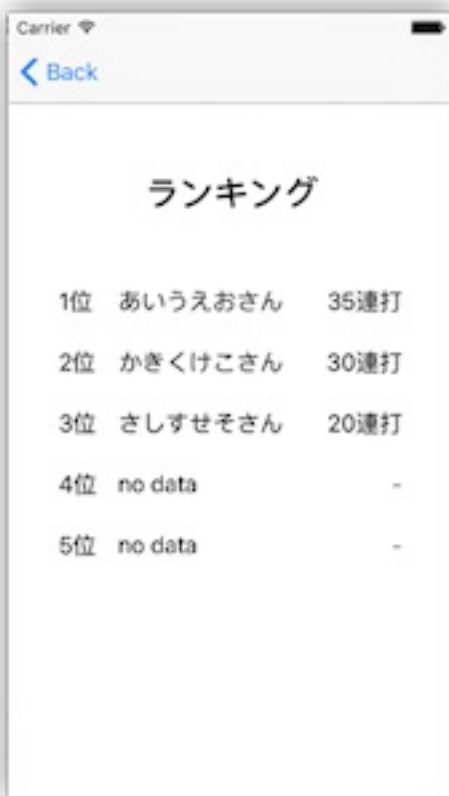 Carrier
Back
ランキング
1位 あいうえおさん 35連打
2位 かきくけこさん 30連打
3位 さしすせそさん 20連打
4位 no data -
5位 no data -